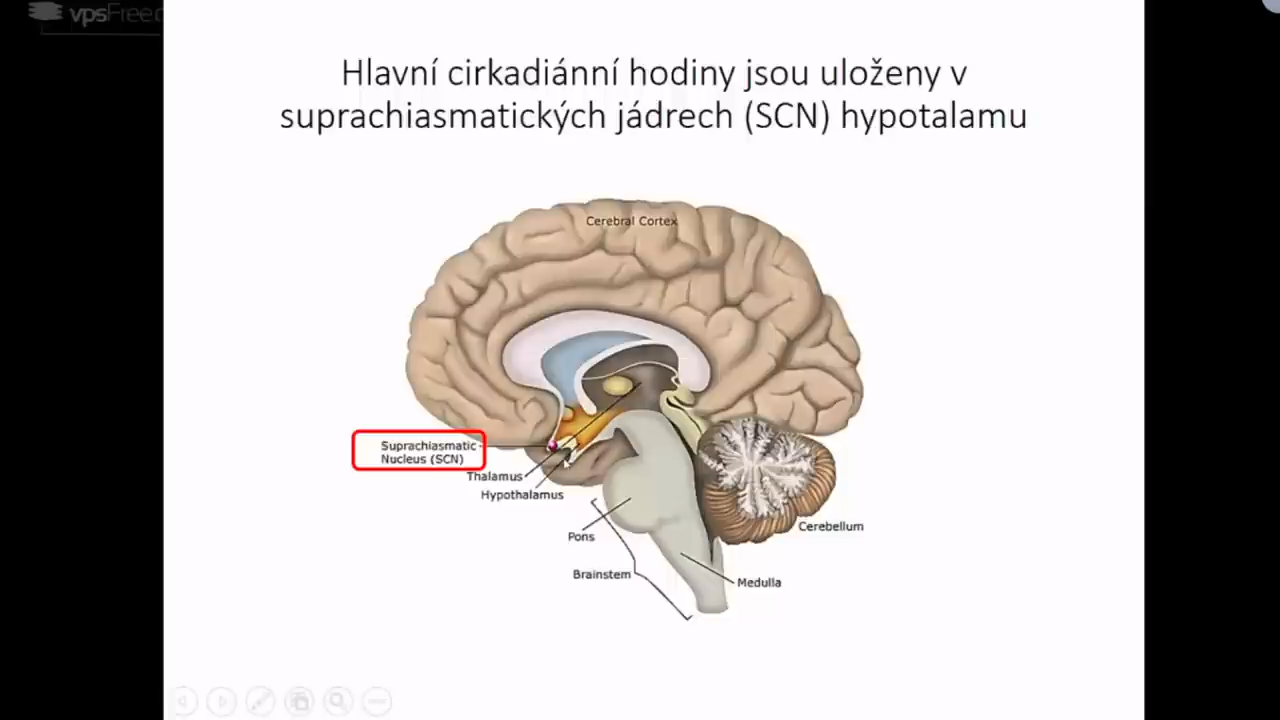 vpsFree.c
Hlavní cirkadiánní hodiny jsou uloženy v
suprachiasmatických jádrech (SCN) hypotalamu
Cerebral Cortex
Suprachiasmatic
Nucleus (SCN)
Thalamus
Hypothalamus
Pons
Cerebellum
Brainstem
Medulla